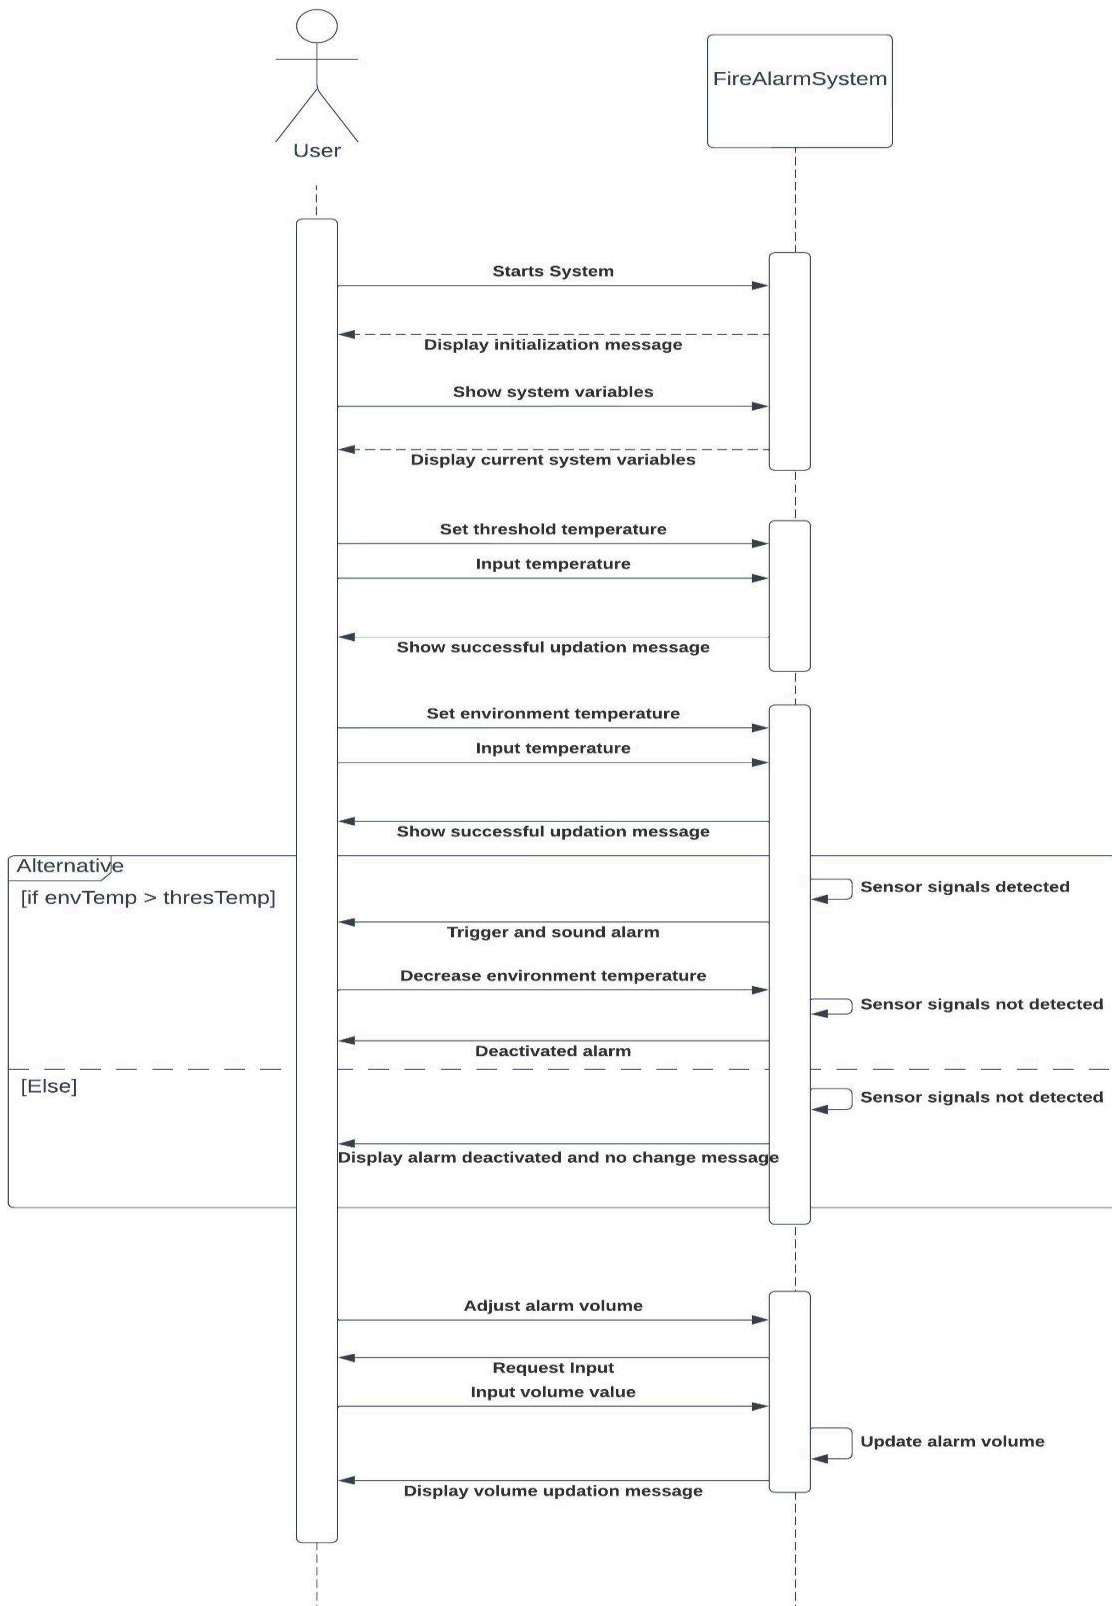 FireAlarmSystem
User
Starts System
Display initialization message
Show system variables
Display current system variables
Set threshold temperature
Input temperature
Show successful updation message
Set environment temperature
Input temperature
Show successful updation message
Alternative
[if envTemp > thresTemp]
Sensor signals detected
Trigger and sound alarm
Decrease environment temperature
Sensor signals not detected
Deactivated alarm
[Else]
Sensor signals not detected
Display alarm deactivated and no change message
Adjust alarm volume
Request Input
Input volume value
Update alarm volume
Display volume updation message